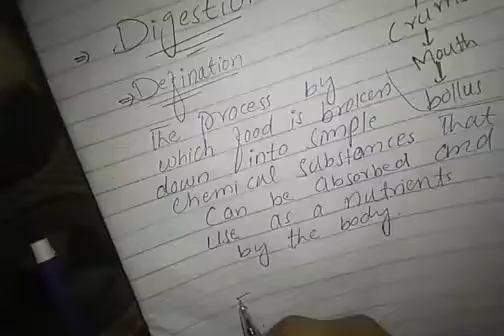 ⇒ Digestio
⇒ Defination
The process by
which food is broken
down into simple
chemical substances that
can be absorbed and
use as a nutrients
by the body.
Crum
↓
Mouth
↓
bollus